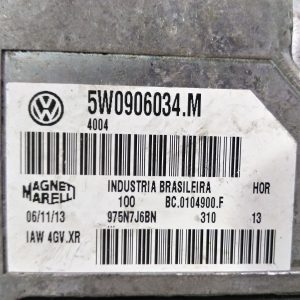 5W0906034.M
4004
MAGNETI MARELLI
INDUSTRIA BRASILEIRA HOR
100 BC.0104900.F
06/11/13 975N7J6BN 310 13
IAW 4GV.XR